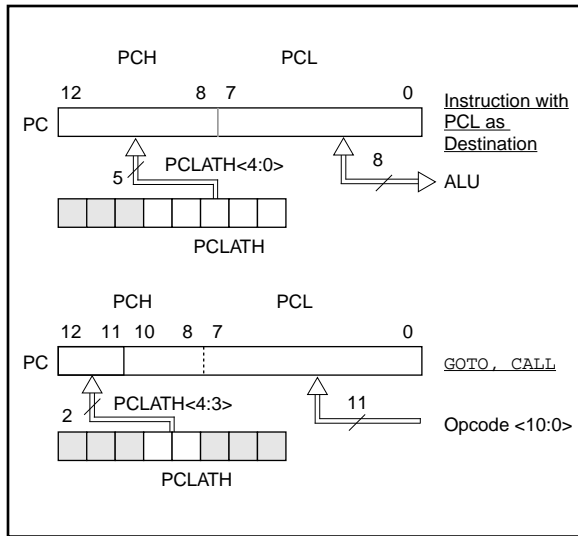 PCH PCL
12 8 7 0
PC
Instruction with
PCL as
Destination
5 PCLATH<4:0>
8
ALU
PCLATH
PCH PCL
12 11 10 8 7 0
PC
GOTO, CALL
2 PCLATH<4:3>
11
Opcode <10:0>
PCLATH